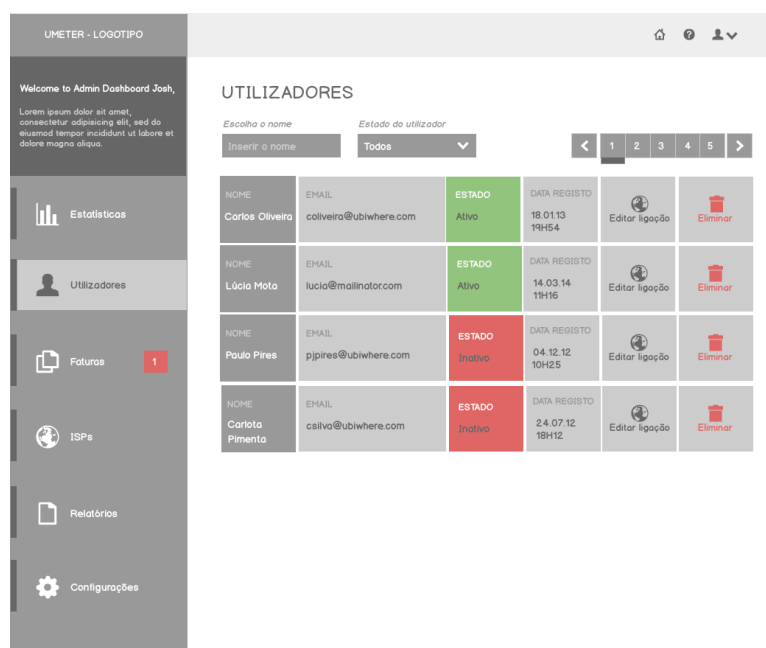 UMETER - LOGOTIPO
Welcome to Admin Dashboard Josh,
Lorem ipsum dolor sit amet,
consectetur adipisicing elit, sed do
eiusmod tempor incididunt ut labore et
dolore magna aliqua.
Estatísticas
Utilizadores
Faturas
1
ISPs
Relatórios
Configurações
UTILIZADORES
Escolha o nome
Estado do utilizador
Inserir o nome
Todos
1 2 3 4 5
NOME
Carlos Oliveira
EMAIL
coliveira@ubiwhere.com
ESTADO
Ativo
DATA REGISTO
18.01.13
19H54
Editar ligação
Eliminar
NOME
Lúcia Mota
EMAIL
lucia@mailinator.com
ESTADO
Ativo
DATA REGISTO
14.03.14
11H16
Editar ligação
Eliminar
NOME
Paulo Pires
EMAIL
pjpires@ubiwhere.com
ESTADO
Inativo
DATA REGISTO
04.12.12
10H25
Editar ligação
Eliminar
NOME
Carlota
Pimenta
EMAIL
csilva@ubiwhere.com
ESTADO
Inativo
DATA REGISTO
24.07.12
18H12
Editar ligação
Eliminar